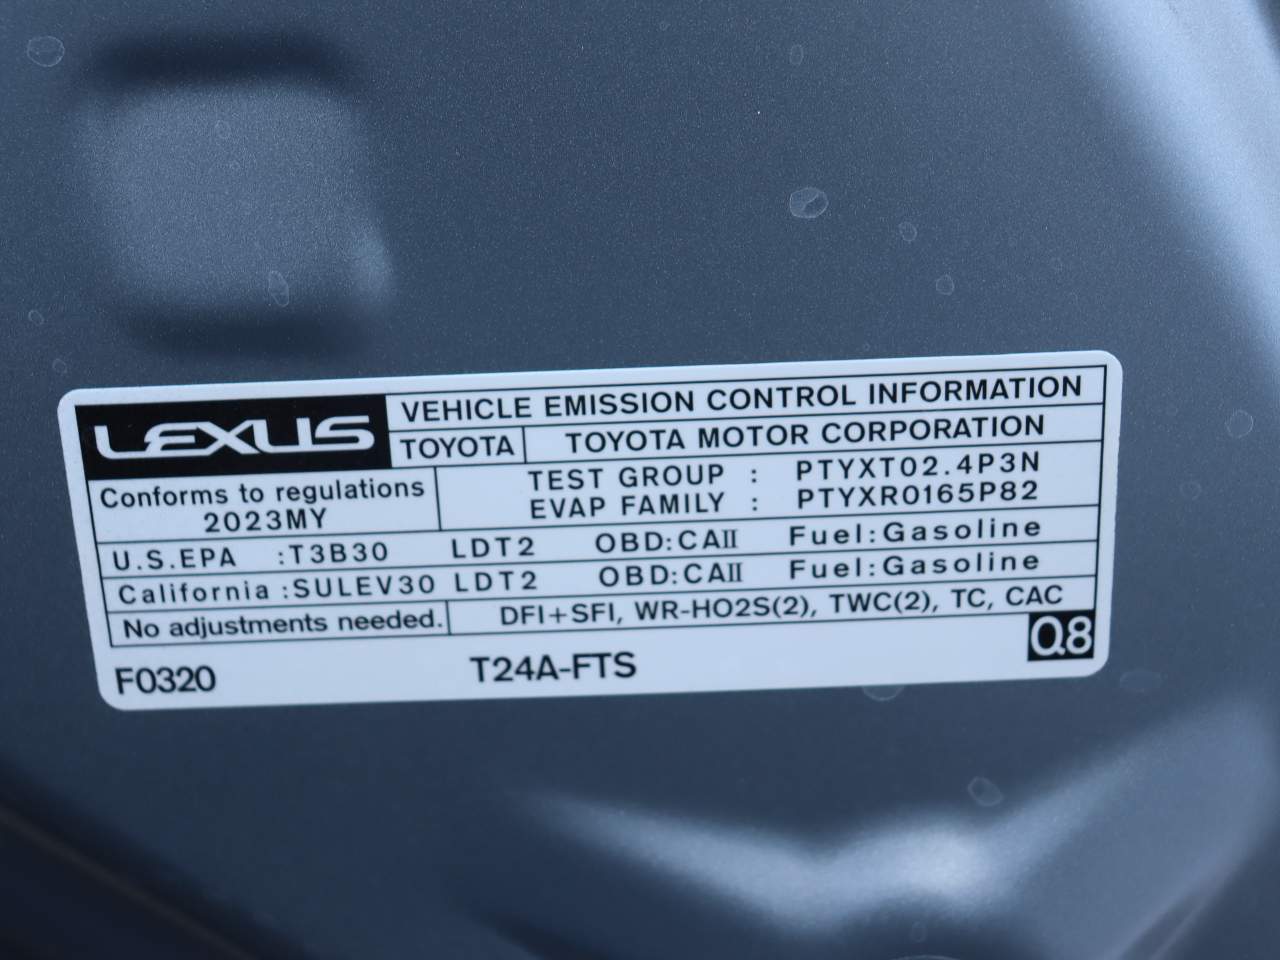 LEXUS
VEHICLE EMISSION CONTROL INFORMATION
TOYOTA TOYOTA MOTOR CORPORATION
Conforms to regulations
2023MY
TEST GROUP : PTYXT02.4P3N
EVAP FAMILY : PTYXR0165P82
U.S.EPA :T3B30 LDT2 OBD:CAII Fuel:Gasoline
California :SULEV30 LDT2 OBD:CAII Fuel:Gasoline
No adjustments needed. DFI+SFI, WR-HO2S(2), TWC(2), TC, CAC
F0320 T24A-FTS Q8